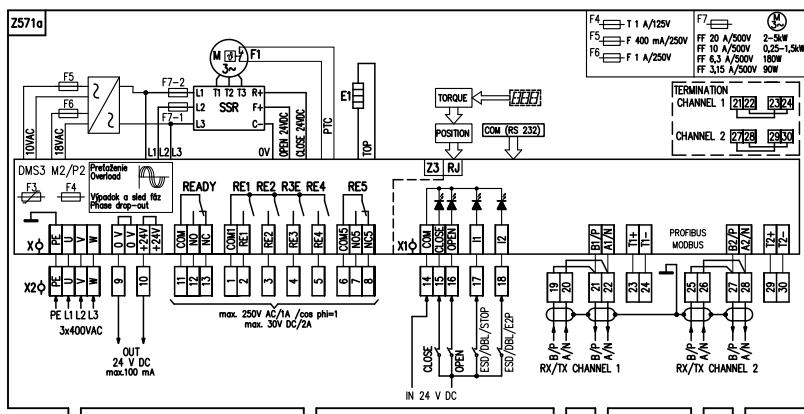 Z571a
F4 T 1 A/125V
F5 F 400 mA/250V
F6 F 1 A/250V
F7
M
3~
FF 20 A/500V 2-5kW
FF 10 A/500V 0,25-1,5kW
FF 6,3 A/500V 180W
FF 3,15 A/500V 90W
M
3~
F1
F5
F6
F7-2
F7-1
L1 T1 T2 T3 R+
L2 SSR F+
L3 C-
E1
TORQUE
POSITION
COM (RS 232)
TERMINATION
CHANNEL 1 21 22 23 24
CHANNEL 2 27 28 29 30
10VAC
18VAC
L1 L2 L3
0V
OPEN 24VDC
CLOSE 24VDC
PTC
TOP
DMS3 M2/P2
F3
F4
Preťaženie
Overload
Výpadok a sled fáz
Phase drop-out
READY
RE1 RE2 R3E RE4
RE5
Z3 RJ
X
PE U V W
0 V 0 V +24V +24V
COM NO NC
COM1 RE1 RE2 RE3 RE4 RE5
COM5 NO5 NC5
X1
COM CLOSE OPEN I1 I2
B1/P A1/N T1+ T1-
PROFIBUS
MODBUS
B2/P A2/N T2+ T2-
X2
PE U V W
9 10
11 12 13
1 2 3 4 5
6 7 8
14 15 16 17 18
19 20 21 22 23 24
25 26 27 28 29 30
PE L1 L2 L3
3x400VAC
OUT
24 V DC
max.100 mA
max. 250V AC/1A /cos phi=1
max. 30V DC/2A
CLOSE
OPEN
ESD/DBL/STOP
ESD/DBL/E2P
IN 24 V DC
B/P A/N B/P A/N
RX/TX CHANNEL 1
B/P A/N B/P A/N
RX/TX CHANNEL 2